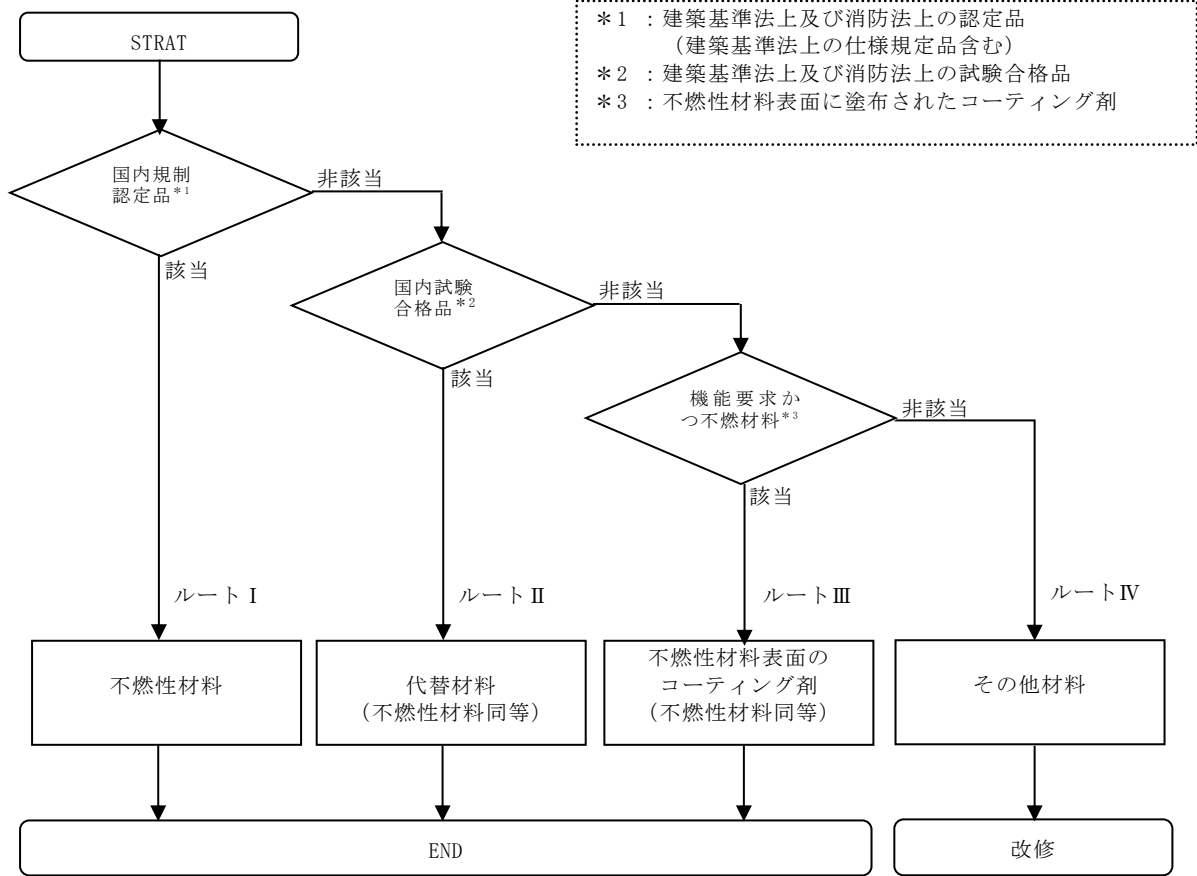 STRAT
＊1 ：建築基準法上及び消防法上の認定品
（建築基準法上の仕様規定品含む）
＊2 ：建築基準法上及び消防法上の試験合格品
＊3 ：不燃性材料表面に塗布されたコーティング剤
国内規制
認定品＊1
非該当
該当
国内試験
合格品＊2
非該当
該当
機能要求か
つ不燃材料＊3
非該当
該当
ルートⅠ
ルートⅡ
ルートⅢ
ルートⅣ
不燃性材料
代替材料
（不燃性材料同等）
不燃性材料表面の
コーティング剤
（不燃性材料同等）
その他材料
END
改修